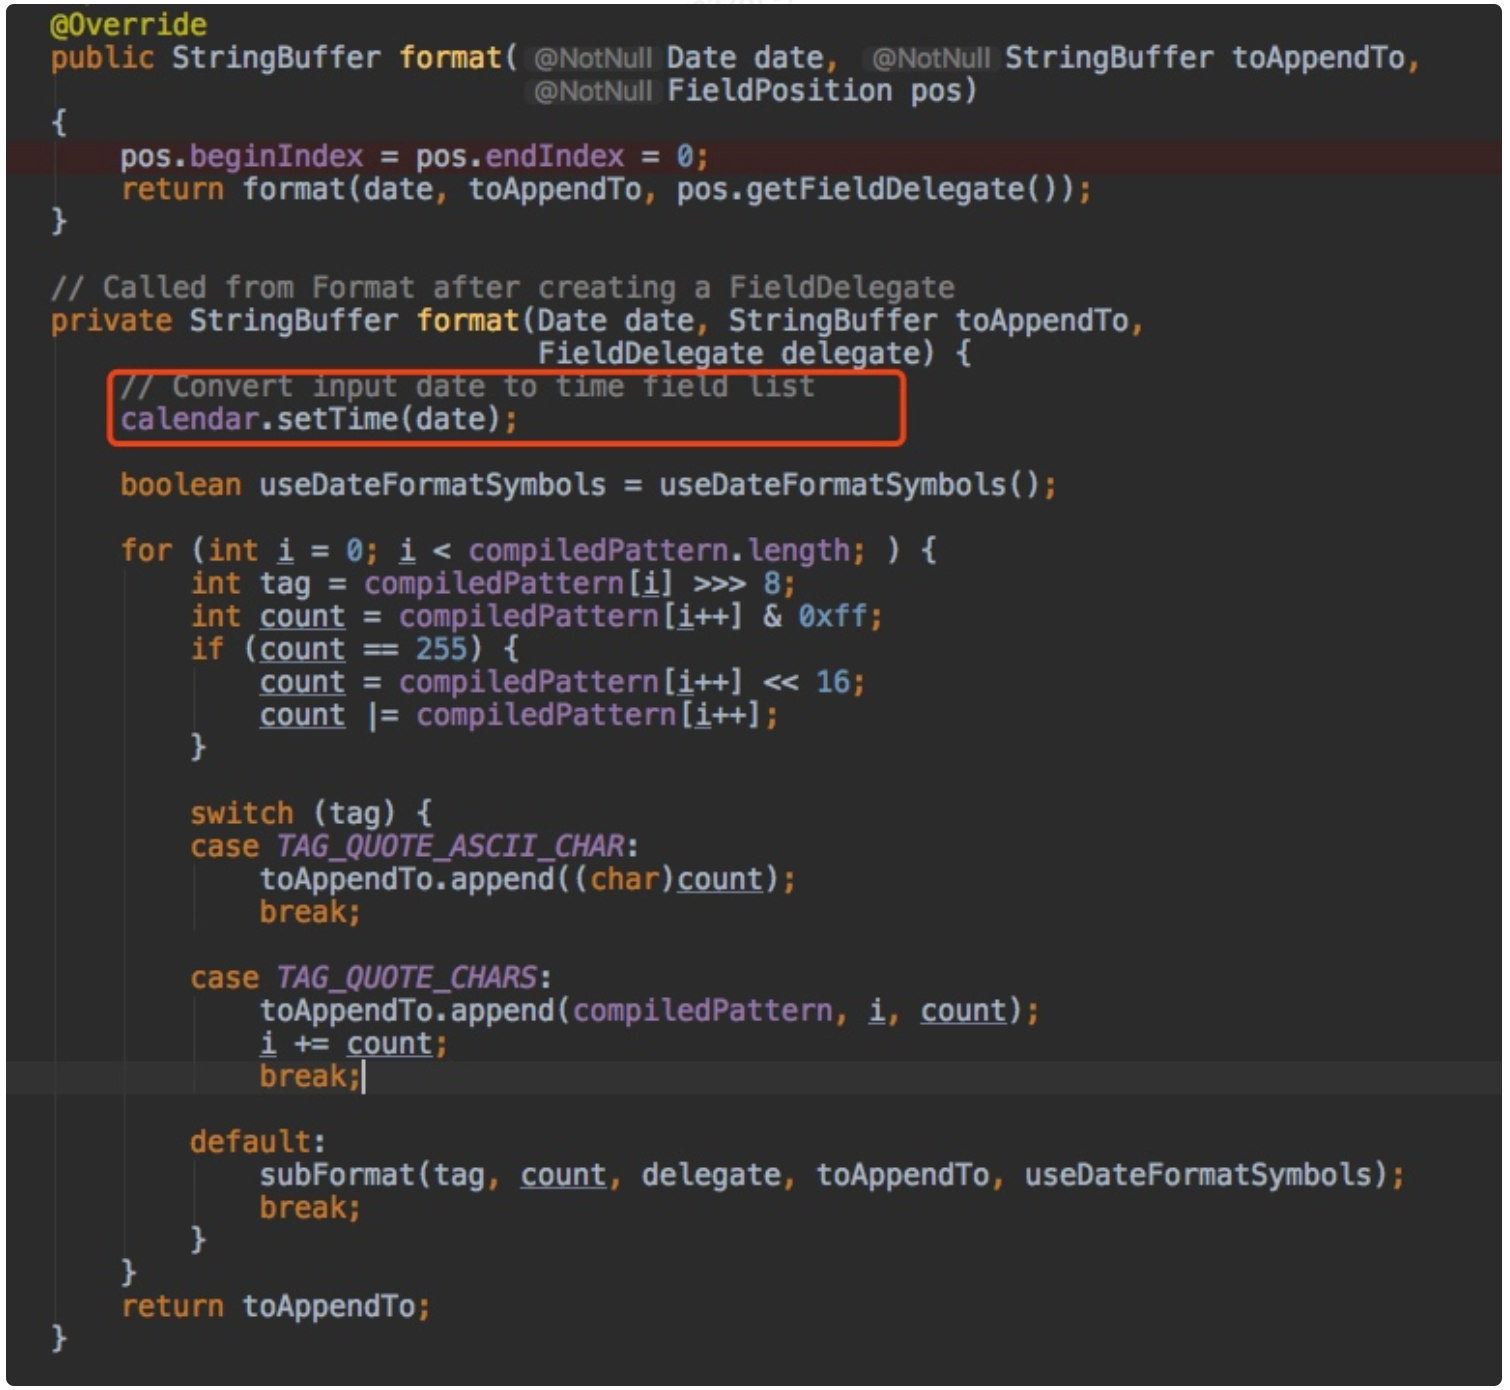 @Override
public StringBuffer format( @NotNull Date date, @NotNull StringBuffer toAppendTo,
                           @NotNull FieldPosition pos)
{
    pos.beginIndex = pos.endIndex = 0;
    return format(date, toAppendTo, pos.getFieldDelegate());
}

// Called from Format after creating a FieldDelegate
private StringBuffer format(Date date, StringBuffer toAppendTo,
                            FieldDelegate delegate) {
    // Convert input date to time field list
    calendar.setTime(date);

    boolean useDateFormatSymbols = useDateFormatSymbols();

    for (int i = 0; i < compiledPattern.length; ) {
        int tag = compiledPattern[i] >>> 8;
        int count = compiledPattern[i++] & 0xff;
        if (count == 255) {
            count = compiledPattern[i++] << 16;
            count |= compiledPattern[i++];
        }

        switch (tag) {
        case TAG_QUOTE_ASCII_CHAR:
            toAppendTo.append((char)count);
            break;

        case TAG_QUOTE_CHARS:
            toAppendTo.append(compiledPattern, i, count);
            i += count;
            break;

        default:
            subFormat(tag, count, delegate, toAppendTo, useDateFormatSymbols);
            break;
        }
    }
    return toAppendTo;
}